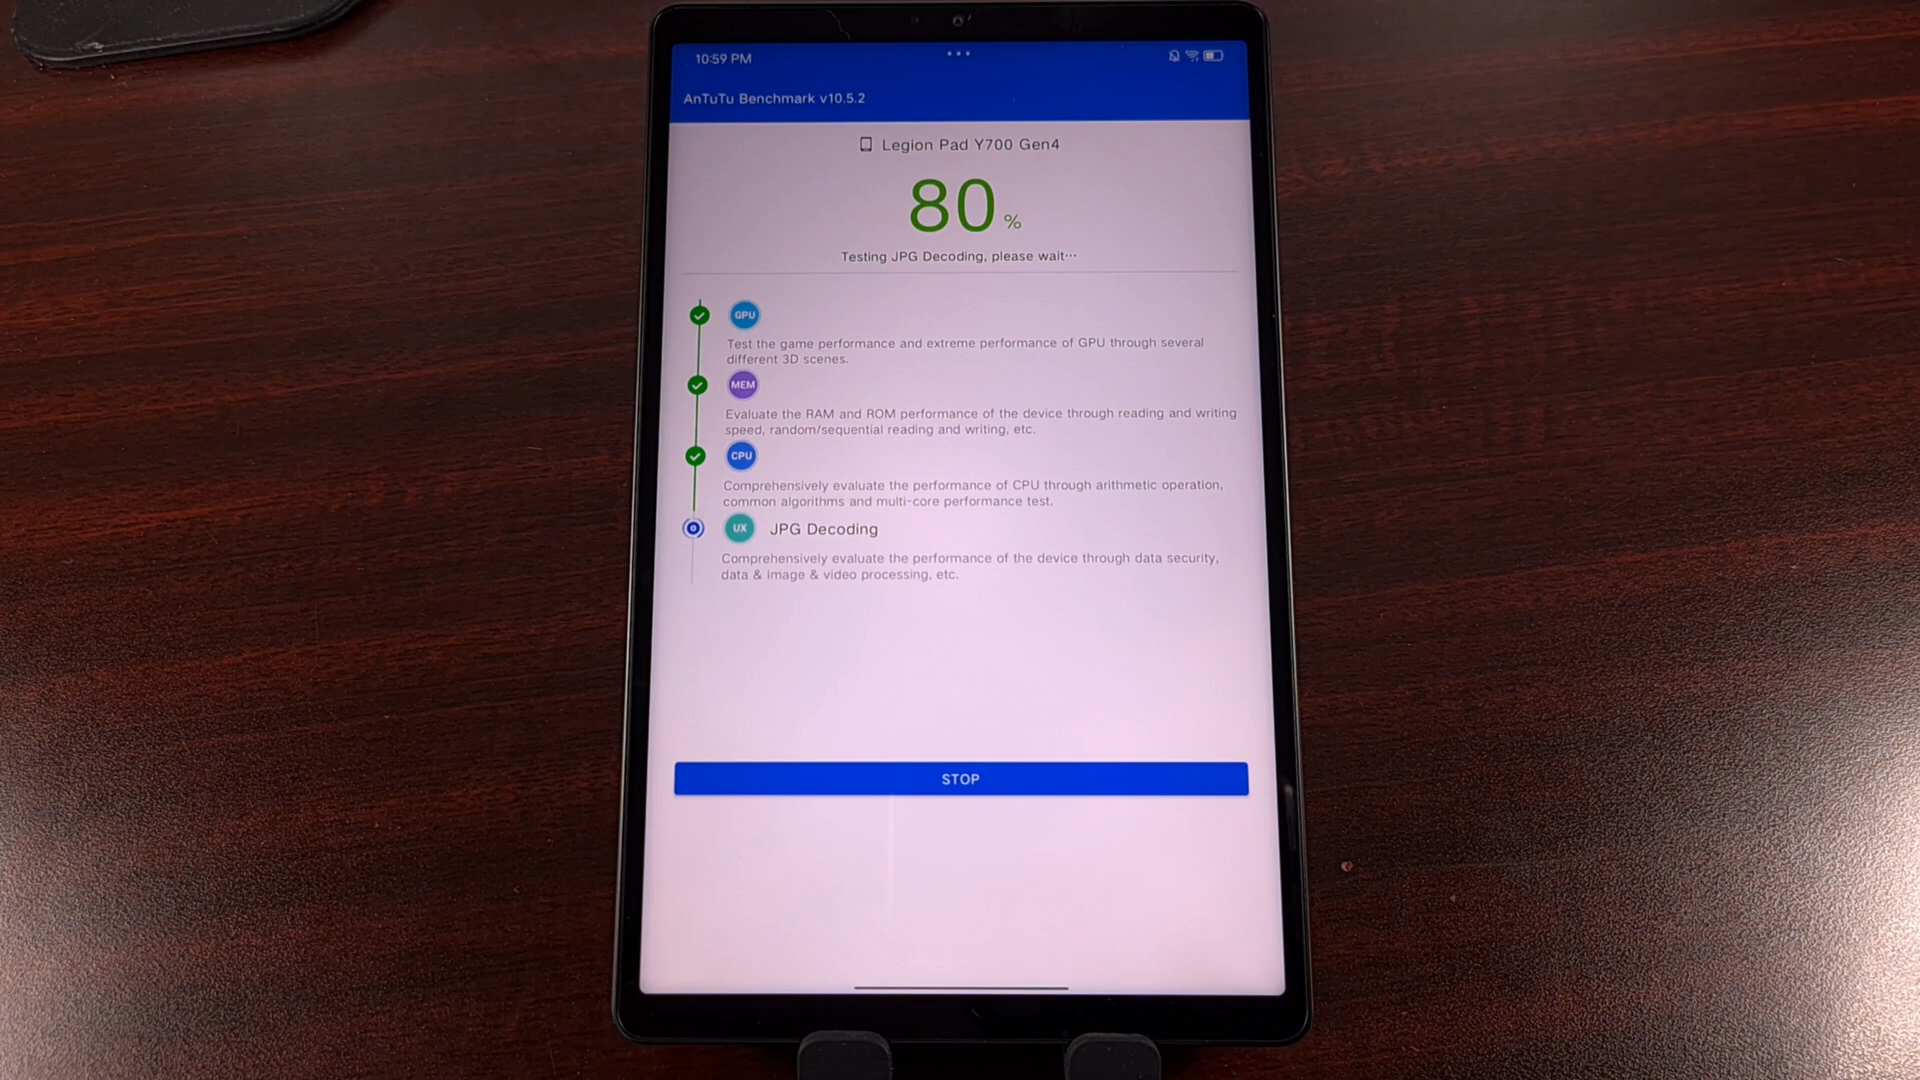 10:59 PM
AnTuTu Benchmark v10.5.2
Legion Pad Y700 Gen4
80%
Testing JPG Decoding, please wait···
GPU
Test the game performance and extreme performance of GPU through several
different 3D scenes.
MEM
Evaluate the RAM and ROM performance of the device through reading and writing
speed, random/sequential reading and writing, etc.
CPU
Comprehensively evaluate the performance of CPU through arithmetic operation,
common algorithms and multi-core performance test.
UX JPG Decoding
Comprehensively evaluate the performance of the device through data security,
data & image & video processing, etc.
STOP